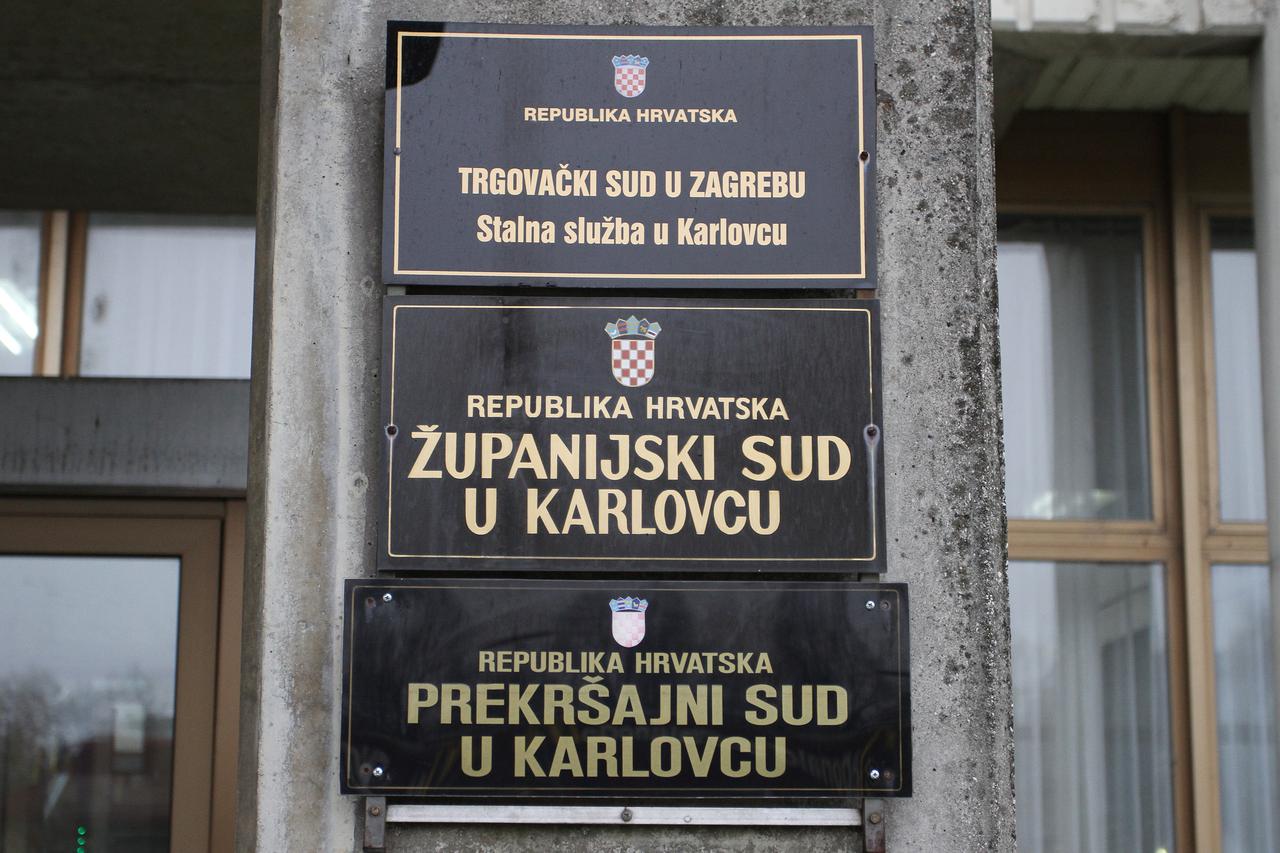 REPUBLIKA HRVATSKA
TRGOVAČKI SUD U ZAGREBU
Stalna služba u Karlovcu
REPUBLIKA HRVATSKA
ŽUPANIJSKI SUD
U KARLOVCU
REPUBLIKA HRVATSKA
PREKRŠAJNI SUD
U KARLOVCU